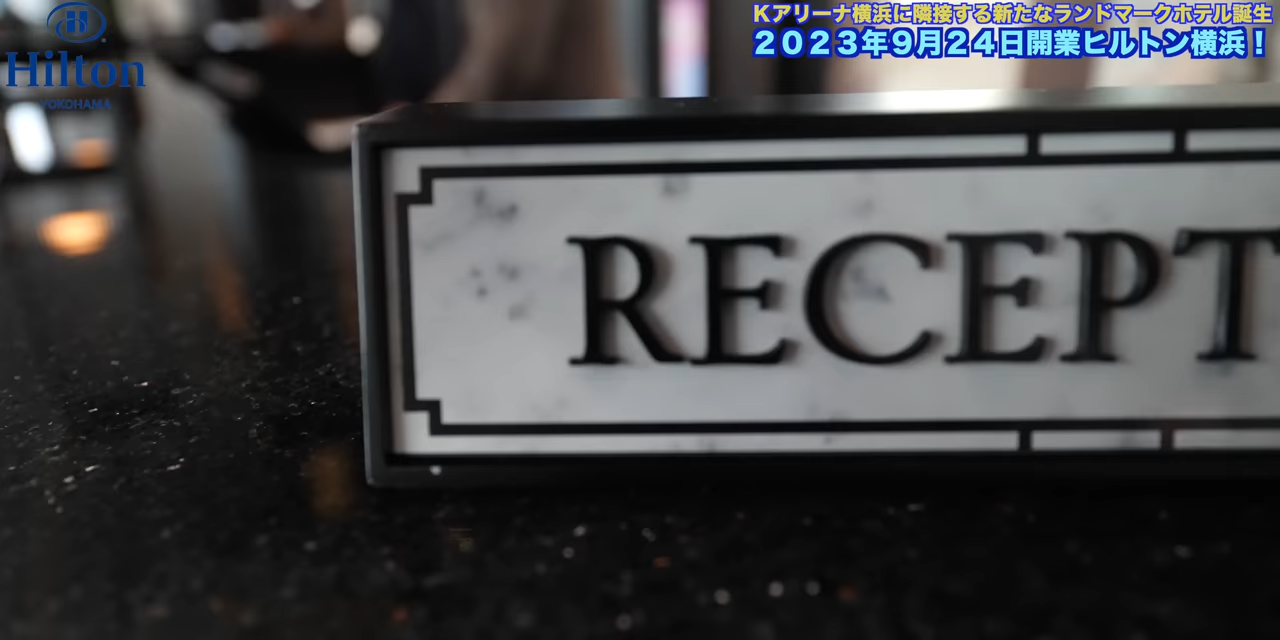 Kアリーナ横浜に隣接する新たなランドマークホテル誕生
2023年9月24日開業ヒルトン横浜！
H
Hilton
YOKOHAMA
RECEPT